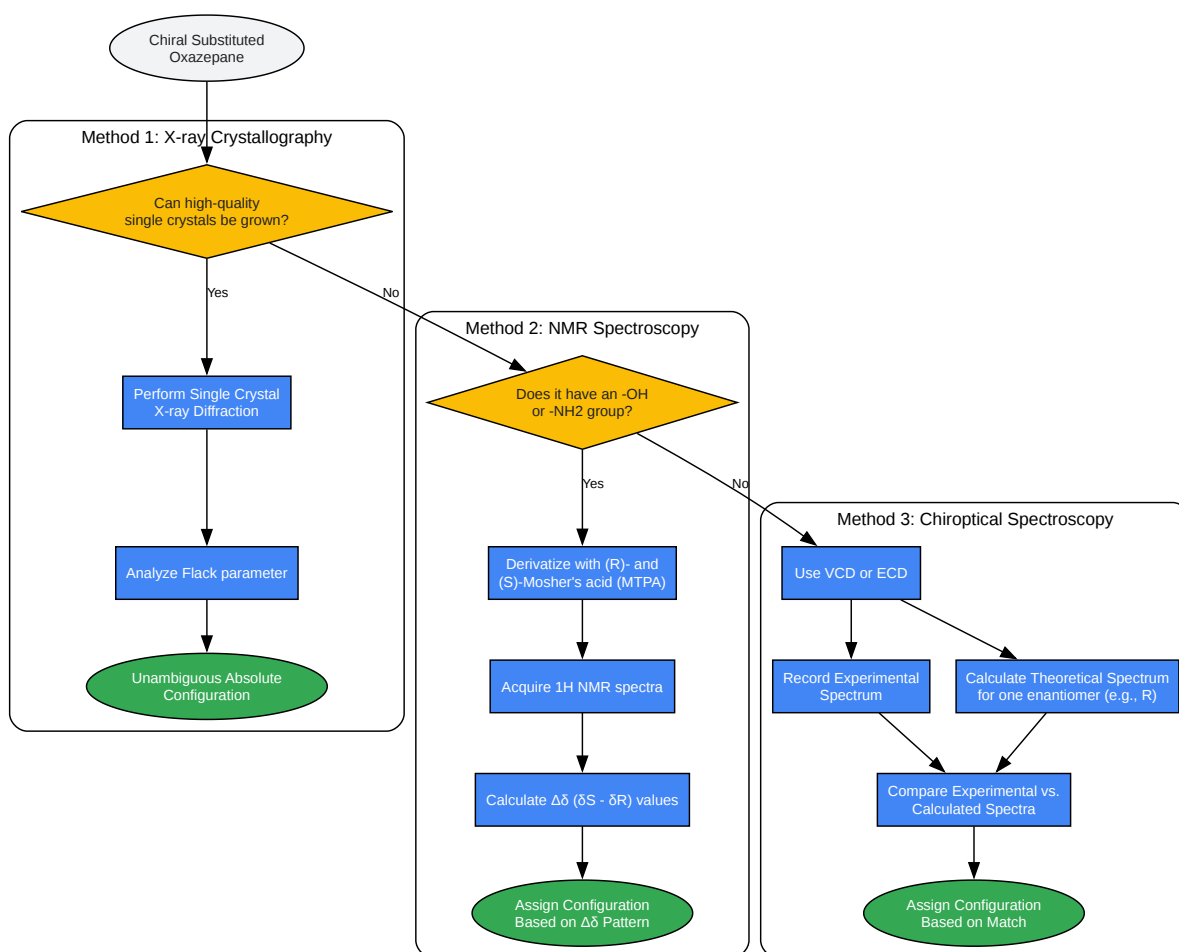 Chiral Substituted
Oxazepane
Method 1: X-ray Crystallography
Can high-quality
single crystals be grown?
Yes
No
Perform Single Crystal
X-ray Diffraction
Analyze Flack parameter
Unambiguous Absolute
Configuration
Method 2: NMR Spectroscopy
Does it have an -OH
or -NH2 group?
Yes
No
Derivatize with (R)- and
(S)-Mosher's acid (MTPA)
Acquire 1H NMR spectra
Calculate Δδ (δS - δR) values
Assign Configuration
Based on Δδ Pattern
Method 3: Chiroptical Spectroscopy
Use VCD or ECD
Record Experimental
Spectrum
Calculate Theoretical Spectrum
for one enantiomer (e.g., R)
Compare Experimental vs.
Calculated Spectra
Assign Configuration
Based on Match